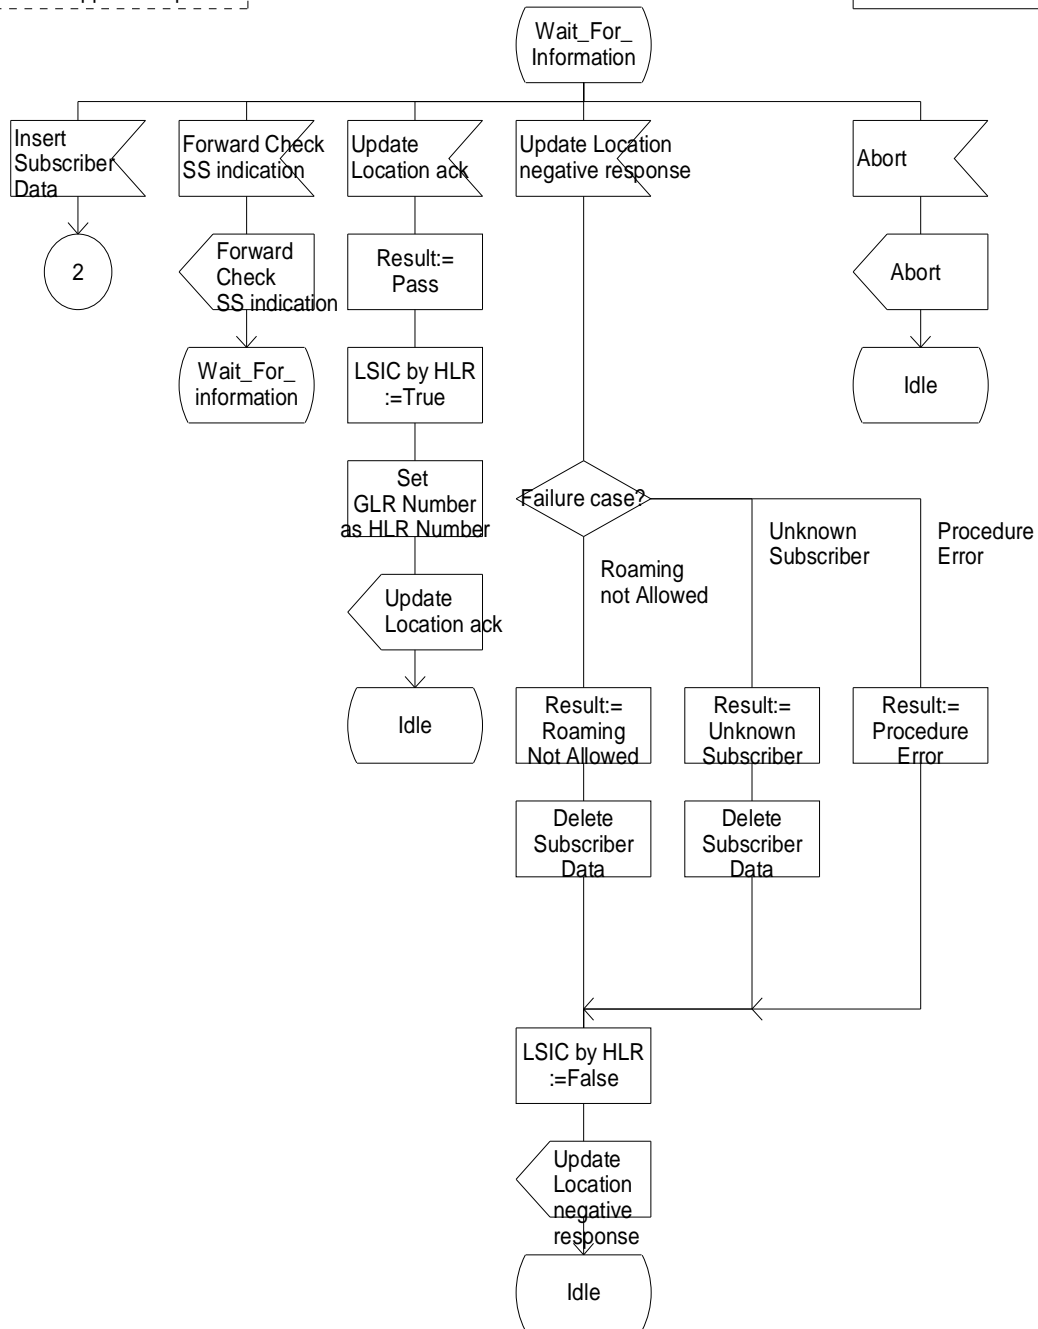 Wait_For_
Information
Insert
Subscriber
Data
Forward Check
SS indication
Update
Location ack
Update Location
negative response
Abort
2
Forward
Check
SS indication
Result:=
Pass
Abort
Wait_For_
information
LSIC by HLR
:=True
Idle
Set
GLR Number
as HLR Number
Failure case?
Unknown
Subscriber
Procedure
Error
Roaming
not Allowed
Update
Location ack
Idle
Result:=
Roaming
Not Allowed
Result:=
Unknown
Subscriber
Result:=
Procedure
Error
Delete
Subscriber
Data
Delete
Subscriber
Data
LSIC by HLR
:=False
Update
Location
negative
response
Idle